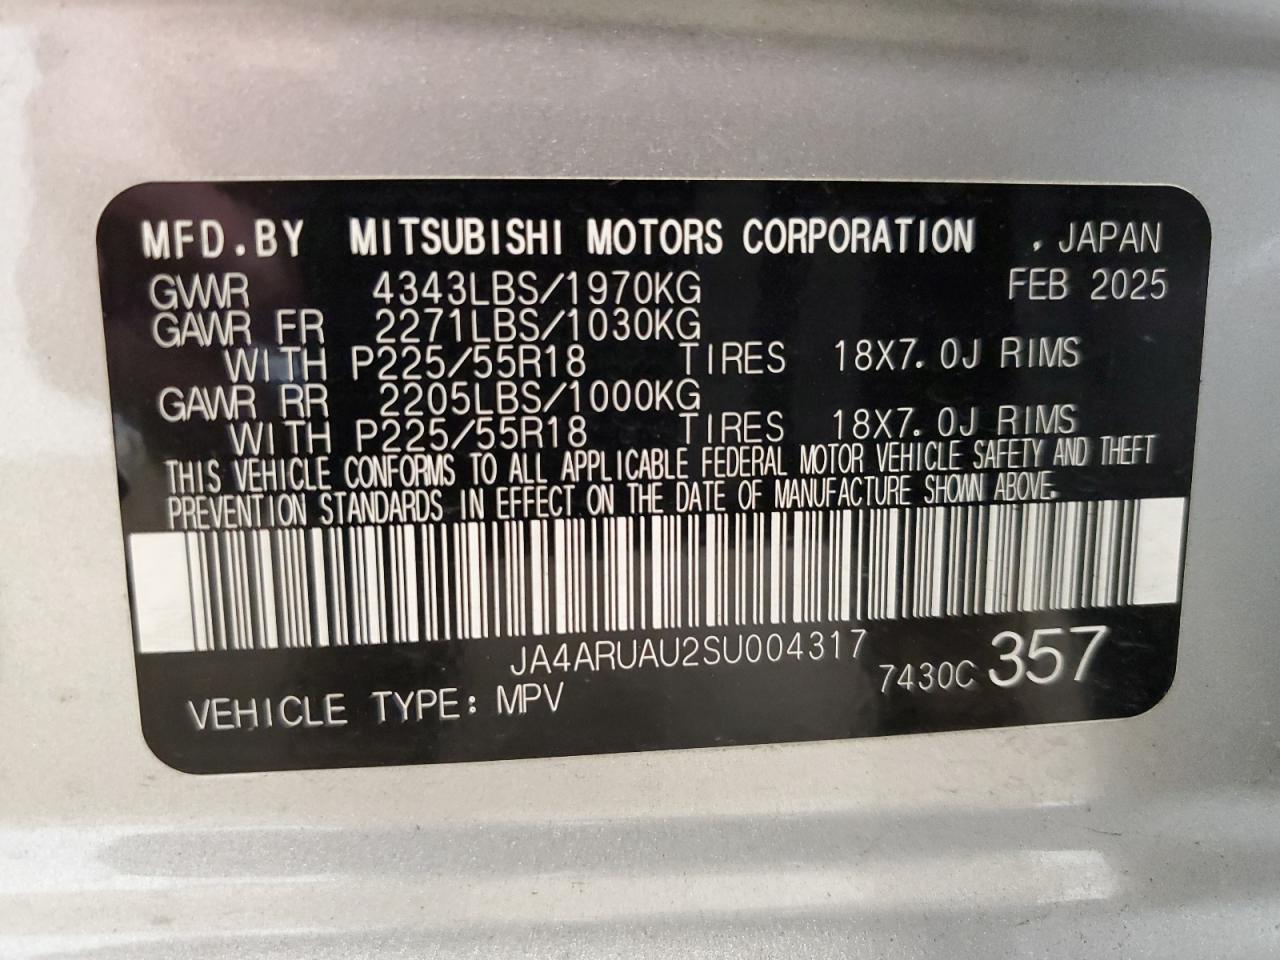 MFD.BY MITSUBISHI MOTORS CORPORATION , JAPAN
GVWR 4343LBS/1970KG FEB 2025
GAWR FR 2271LBS/1030KG
WITH P225/55R18 TIRES 18X7.0J RIMS
GAWR RR 2205LBS/1000KG
WITH P225/55R18 TIRES 18X7.0J RIMS
THIS VEHICLE CONFORMS TO ALL APPLICABLE FEDERAL MOTOR VEHICLE SAFETY AND THEFT
PREVENTION STANDARDS IN EFFECT ON THE DATE OF MANUFACTURE SHOWN ABOVE.
JA4ARUAU2SU004317
7430C 357
VEHICLE TYPE: MPV